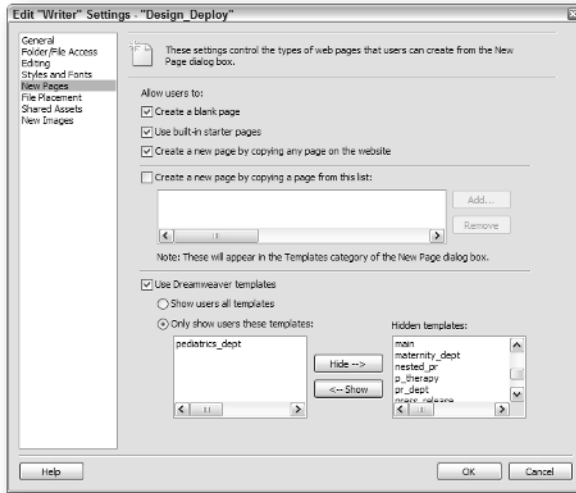 Edit "Writer" Settings - "Design_Deploy"
General
Folder/File Access
Editing
Styles and Fonts
New Pages
File Placement
Shared Assets
New Images
These settings control the types of web pages that users can create from the New
Page dialog box.
Allow users to:
Create a blank page
Use built-in starter pages
Create a new page by copying any page on the website
Create a new page by copying a page from this list:
Add...
Remove
Note: These will appear in the Templates category of the New Page dialog box.
Use Dreamweaver templates
Show users all templates
Only show users these templates:
pediatrics_dept
Hide -->
<-- Show
Hidden templates:
main
maternity_dept
nested_pr
p_therapy
pr_dept
press_release
Help
OK
Cancel